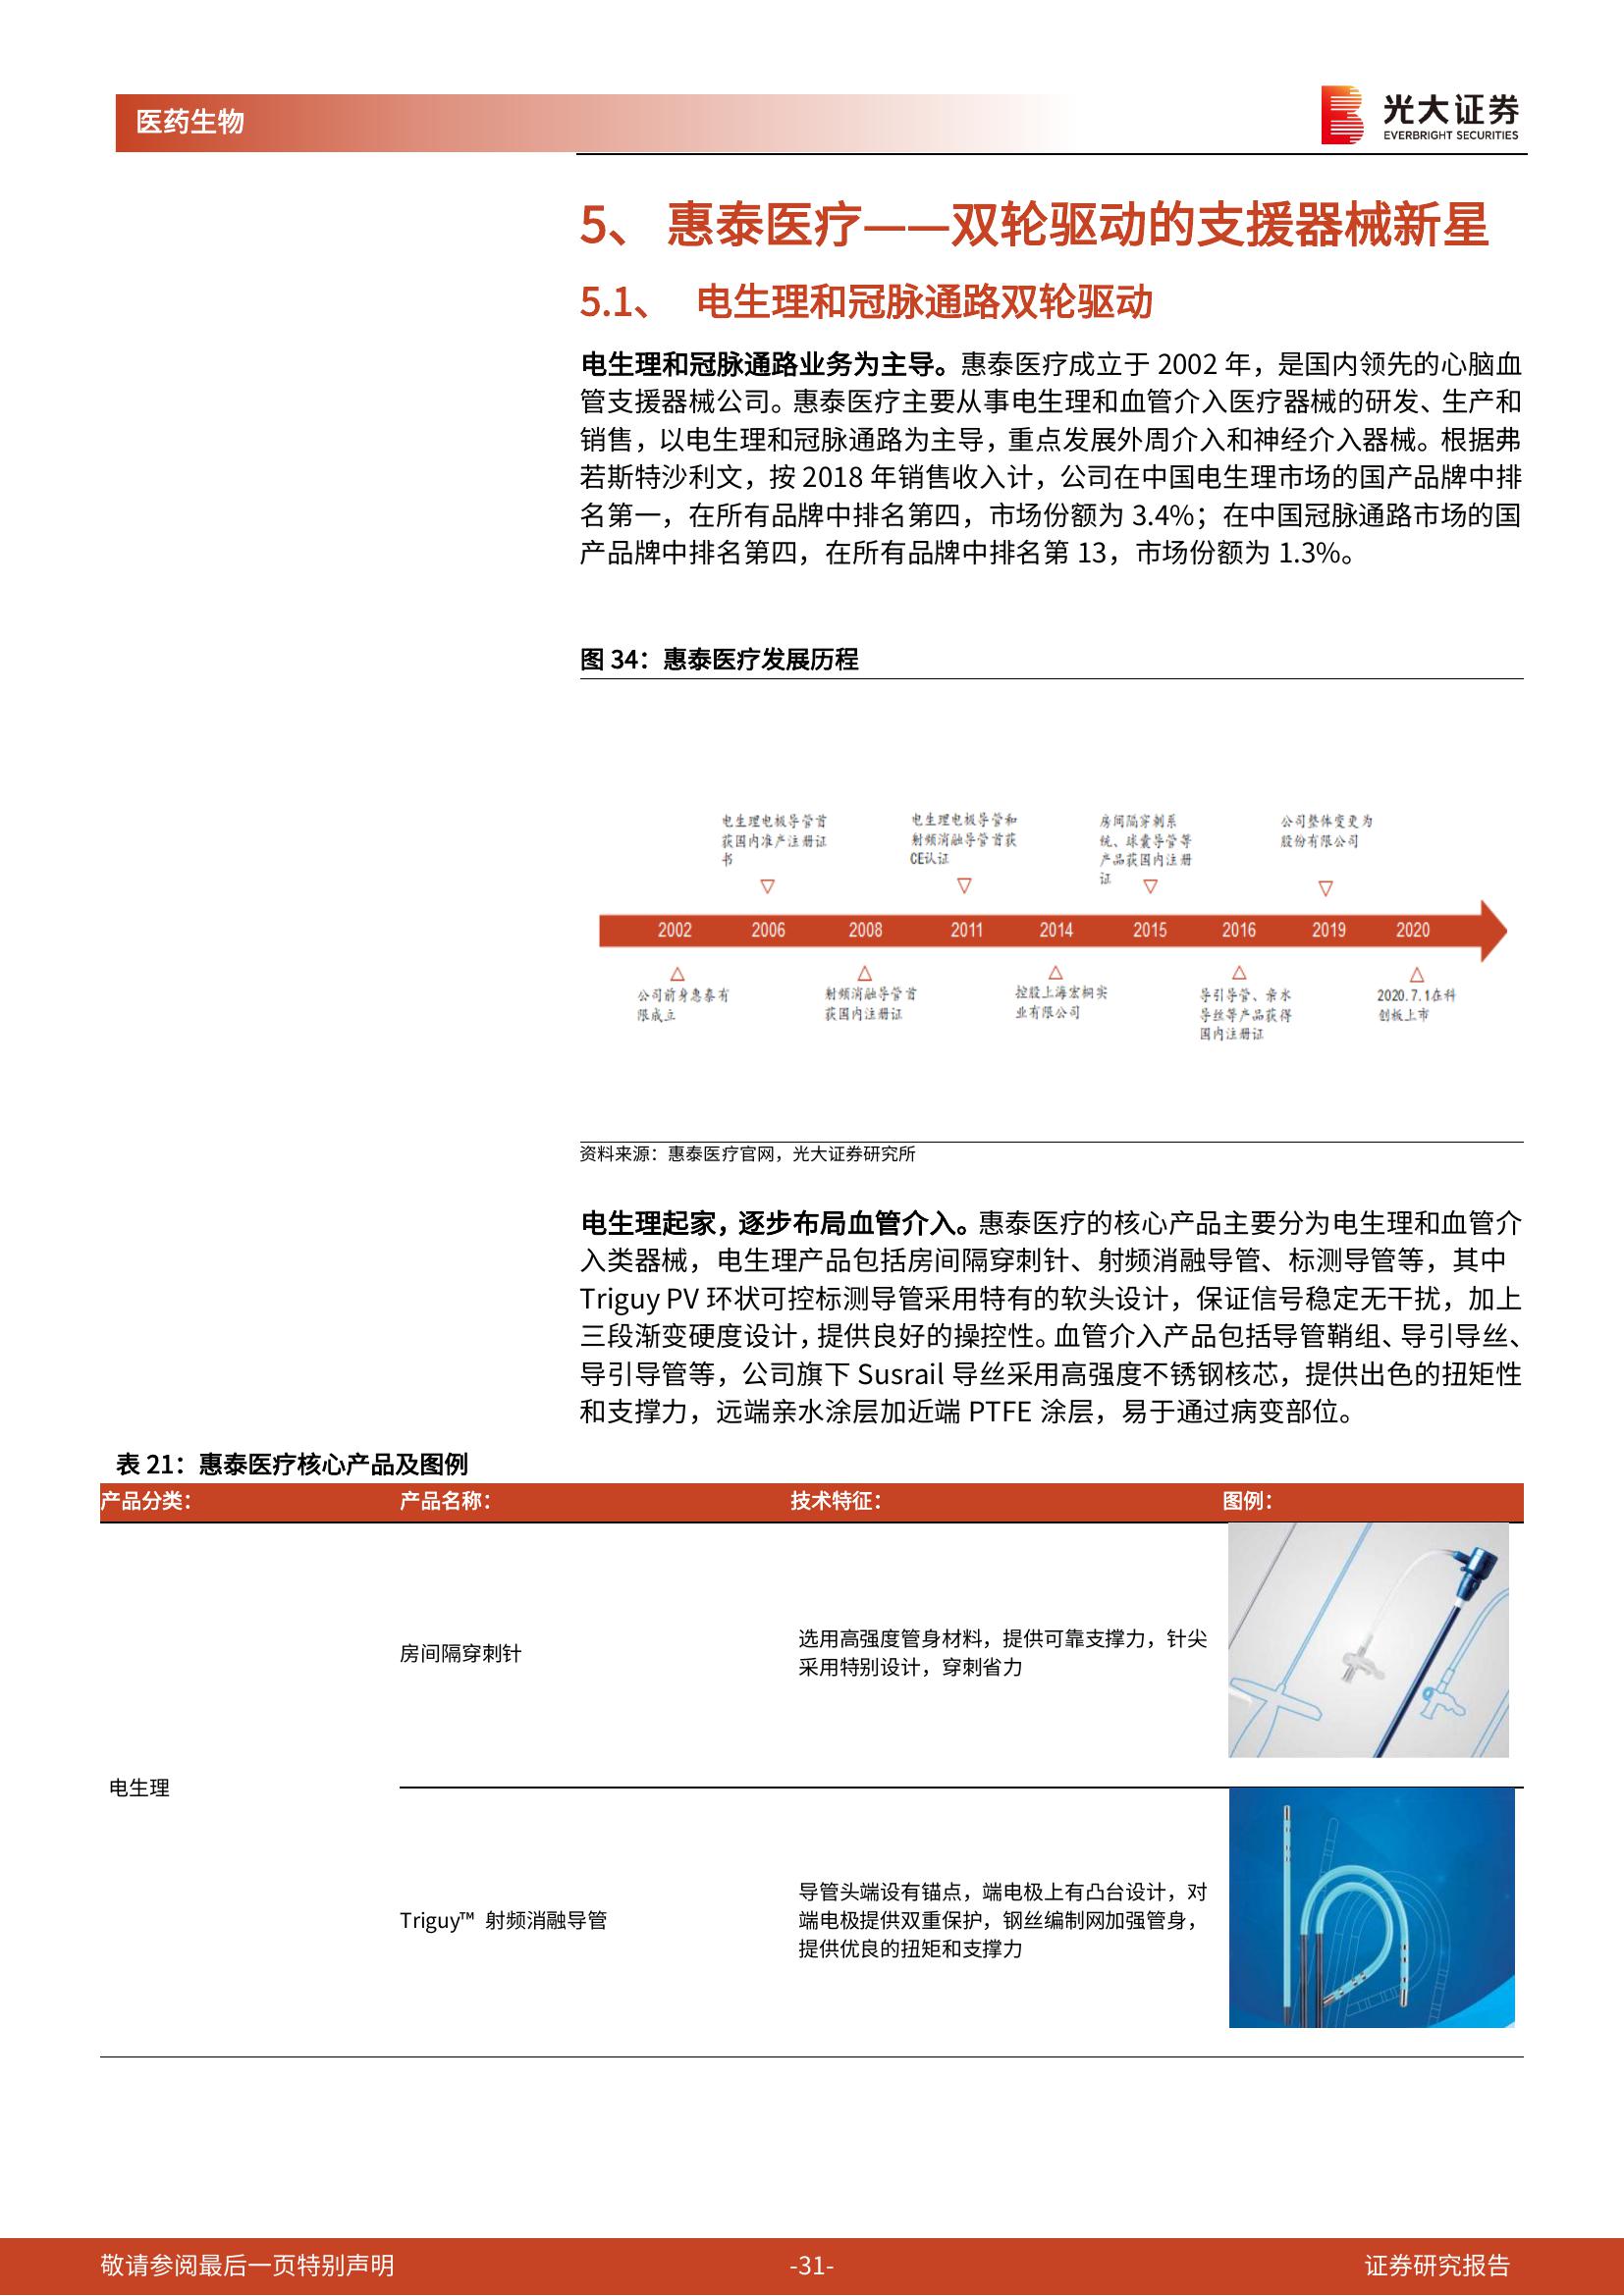 医药生物
光大证券
EVERBRIGHT SECURITIES
5、 惠泰医疗——双轮驱动的支援器械新星
5.1、 电生理和冠脉通路双轮驱动
电生理和冠脉通路业务为主导。惠泰医疗成立于 2002 年，是国内领先的心脑血
管支援器械公司。惠泰医疗主要从事电生理和血管介入医疗器械的研发、生产和
销售，以电生理和冠脉通路为主导，重点发展外周介入和神经介入器械。根据弗
若斯特沙利文，按 2018 年销售收入计，公司在中国电生理市场的国产品牌中排
名第一，在所有品牌中排名第四，市场份额为 3.4%；在中国冠脉通路市场的国
产品牌中排名第四，在所有品牌中排名第 13，市场份额为 1.3%。
图 34：惠泰医疗发展历程
电生理电极导管首
获国内准产注册证
书
电生理电极导管和
射频消融导管首获
CE认证
房间隔穿刺系
统、球囊导管等
产品获国内注册
证
公司整体变更为
股份有限公司
2002 2006 2008 2011 2014 2015 2016 2019 2020
公司前身惠泰有
限成立
射频消融导管首
获国内注册证
控股上海宏桐实
业有限公司
导引导管、亲水
导丝等产品获得
国内注册证
2020.7.1在科
创板上市
资料来源：惠泰医疗官网，光大证券研究所
电生理起家，逐步布局血管介入。惠泰医疗的核心产品主要分为电生理和血管介
入类器械，电生理产品包括房间隔穿刺针、射频消融导管、标测导管等，其中
Triguy PV 环状可控标测导管采用特有的软头设计，保证信号稳定无干扰，加上
三段渐变硬度设计，提供良好的操控性。血管介入产品包括导管鞘组、导引导丝、
导引导管等，公司旗下 Susrail 导丝采用高强度不锈钢核芯，提供出色的扭矩性
和支撑力，远端亲水涂层加近端 PTFE 涂层，易于通过病变部位。
表 21：惠泰医疗核心产品及图例
产品分类： 产品名称： 技术特征： 图例：
房间隔穿刺针
选用高强度管身材料，提供可靠支撑力，针尖
采用特别设计，穿刺省力
电生理
Triguy™ 射频消融导管
导管头端设有锚点，端电极上有凸台设计，对
端电极提供双重保护，钢丝编制网加强管身，
提供优良的扭矩和支撑力
敬请参阅最后一页特别声明 -31- 证券研究报告